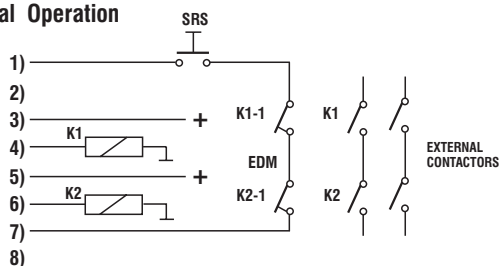 al Operation
SRS
1)
2)
3) +
K1-1 K1
4) K1
EXTERNAL
CONTACTORS
EDM
5) +
K2-1 K2
6) K2
7)
8)